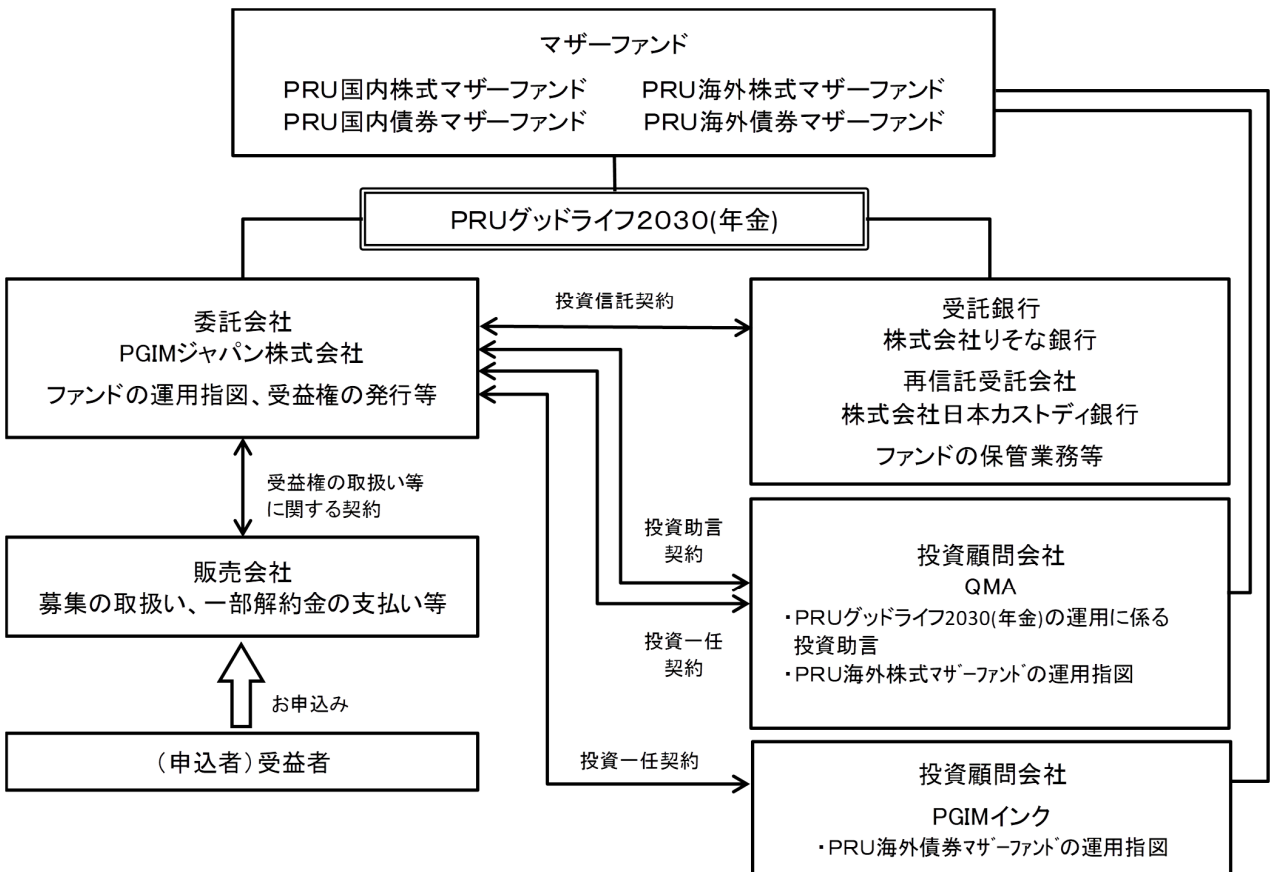 マザーファンド
PRU国内株式マザーファンド　　PRU海外株式マザーファンド
PRU国内債券マザーファンド　　PRU海外債券マザーファンド
PRUグッドライフ2030(年金)
委託会社
PGIMジャパン株式会社
ファンドの運用指図、受益権の発行等
投資信託契約
受託銀行
株式会社りそな銀行
再信託受託会社
株式会社日本カストディ銀行
ファンドの保管業務等
受益権の取扱い等
に関する契約
販売会社
募集の取扱い、一部解約金の支払い等
お申込み
（申込者）受益者
投資助言
契約
投資一任
契約
投資顧問会社
QMA
・PRUグッドライフ2030(年金)の運用に係る
投資助言
・PRU海外株式ﾏｻﾞｰﾌｧﾝﾄﾞの運用指図
投資一任契約
投資顧問会社
PGIMインク
・PRU海外債券ﾏｻﾞｰﾌｧﾝﾄﾞの運用指図